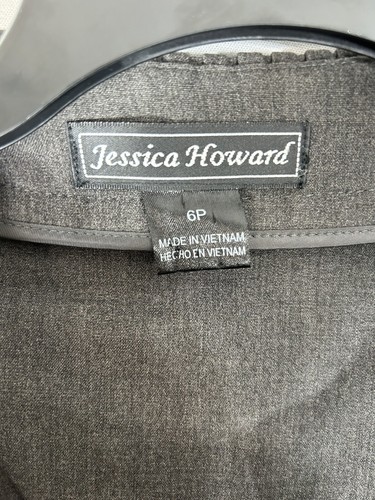 Jessica Howard
6P
MADE IN VIETNAM
HECHO EN VIETNAM